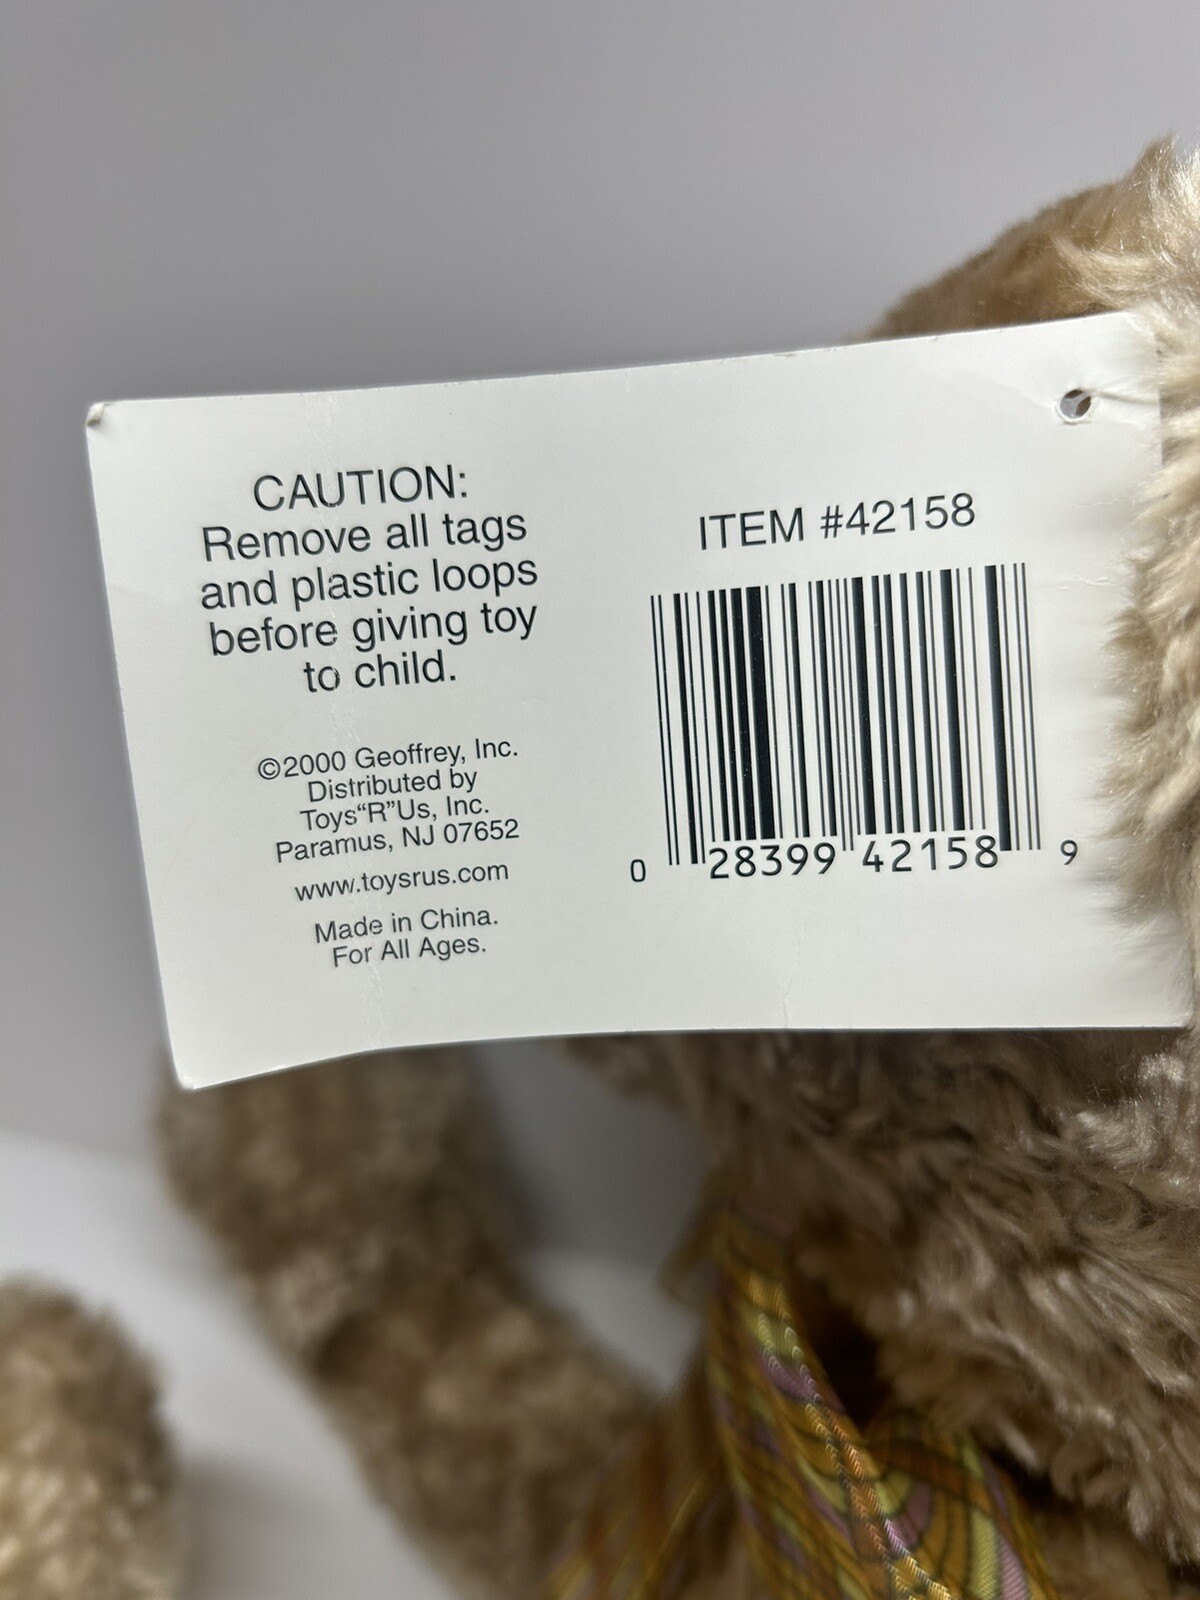 CAUTION:
Remove all tags
and plastic loops
before giving toy
to child.
©2000 Geoffrey, Inc.
Distributed by
Toys“R”Us, Inc.
Paramus, NJ 07652
www.toysrus.com
Made in China.
For All Ages.
ITEM #42158
0 28399 42158 9